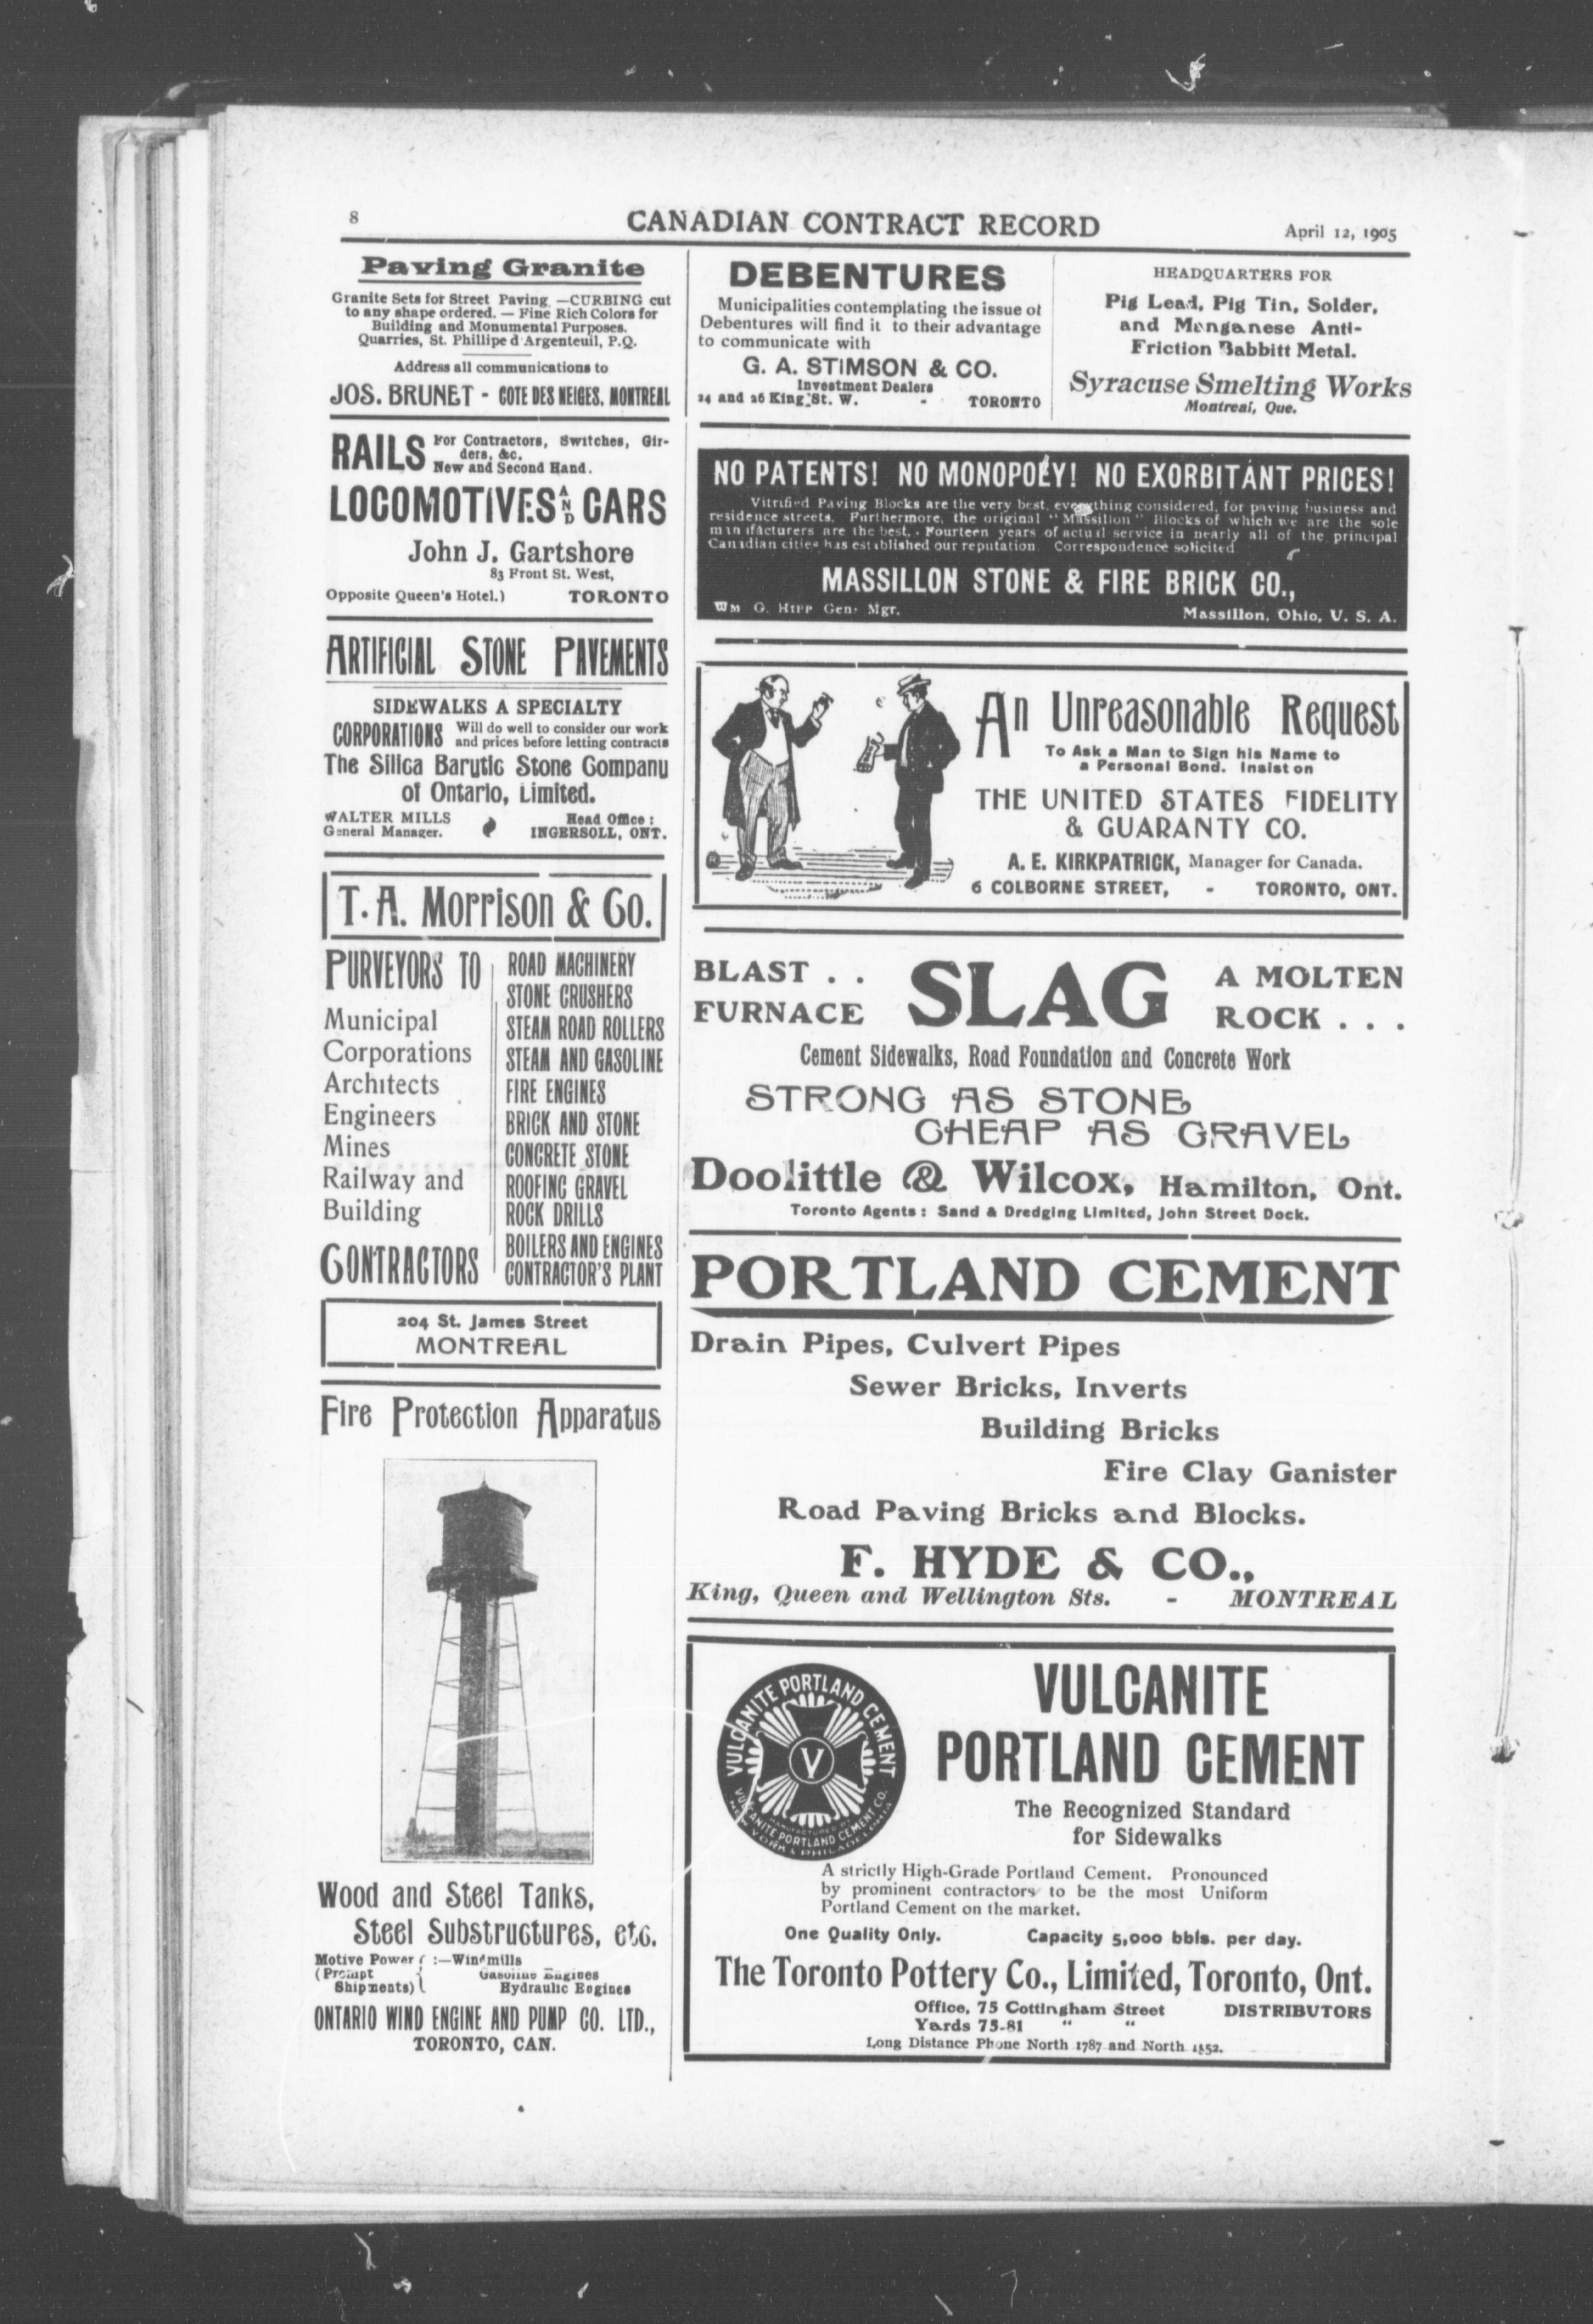 8
CANADIAN CONTRACT RECORD
April 12, 1905
Paving Granite
Granite Sets for Street Paving. —CURBING cut
to any shape ordered. — Fine Rich Colors for
Building and Monumental Purposes.
Quarries, St. Phillipe d'Argenteuil, P.Q.
Address all communications to
JOS. BRUNET - COTE DES NEIGES, MONTREAL
RAILS
For Contractors, Switches, Gir-
ders, &c.
New and Second Hand.
LOCOMOTIVES AND CARS
John J. Gartshore
83 Front St. West,
Opposite Queen's Hotel.) TORONTO
ARTIFICIAL STONE PAVEMENTS
SIDEWALKS A SPECIALTY
CORPORATIONS Will do well to consider our work
and prices before letting contracts
The Silica Barytic Stone Company
of Ontario, Limited.
WALTER MILLS
General Manager.
Head Office :
INGERSOLL, ONT.
T. A. Morrison & Co.
PURVEYORS TO
Municipal
Corporations
Architects
Engineers
Mines
Railway and
Building
CONTRACTORS
ROAD MACHINERY
STONE CRUSHERS
STEAM ROAD ROLLERS
STEAM AND GASOLINE
FIRE ENGINES
BRICK AND STONE
CONCRETE STONE
ROOFING GRAVEL
ROCK DRILLS
BOILERS AND ENGINES
CONTRACTOR'S PLANT
204 St. James Street
MONTREAL
Fire Protection Apparatus
Wood and Steel Tanks,
Steel Substructures, etc.
Motive Power :—Windmills
(Prompt Gasoline Engines
Shipments) Hydraulic Engines
ONTARIO WIND ENGINE AND PUMP CO. LTD.,
TORONTO, CAN.
DEBENTURES
Municipalities contemplating the issue of
Debentures will find it to their advantage
to communicate with
G. A. STIMSON & CO.
Investment Dealers
24 and 26 King St. W. - TORONTO
HEADQUARTERS FOR
Pig Lead, Pig Tin, Solder,
and Manganese Anti-
Friction Babbitt Metal.
Syracuse Smelting Works
Montreal, Que.
NO PATENTS! NO MONOPOLY! NO EXORBITANT PRICES!
Vitrified Paving Blocks are the very best, everything considered, for paving business and
residence streets. Furthermore, the original "Massillon" Blocks of which we are the sole
manufacturers are the best. Fourteen years of actual service in nearly all of the principal
Canadian cities has established our reputation. Correspondence solicited
MASSILLON STONE & FIRE BRICK CO.,
WM G. HIPP Gen. Mgr.
Massillon, Ohio, U. S. A.
An Unreasonable Request
To Ask a Man to Sign his Name to
a Personal Bond. Insist on
THE UNITED STATES FIDELITY
& GUARANTY CO.
A. E. KIRKPATRICK, Manager for Canada.
6 COLBORNE STREET, - TORONTO, ONT.
BLAST . .
FURNACE
SLAG
A MOLTEN
ROCK . . .
Cement Sidewalks, Road Foundation and Concrete Work
STRONG AS STONE
CHEAP AS GRAVEL
Doolittle & Wilcox, Hamilton, Ont.
Toronto Agents : Sand & Dredging Limited, John Street Dock.
PORTLAND CEMENT
Drain Pipes, Culvert Pipes
Sewer Bricks, Inverts
Building Bricks
Fire Clay Ganister
Road Paving Bricks and Blocks.
F. HYDE & CO.,
King, Queen and Wellington Sts. - MONTREAL
VULCANITE PORTLAND CEMENT
V
MANUFACTURED BY
VULCANITE PORTLAND CEMENT CO.
NEW YORK & PHILADELPHIA
VULCANITE
PORTLAND CEMENT
The Recognized Standard
for Sidewalks
A strictly High-Grade Portland Cement. Pronounced
by prominent contractors to be the most Uniform
Portland Cement on the market.
One Quality Only. Capacity 5,000 bbls. per day.
The Toronto Pottery Co., Limited, Toronto, Ont.
Office, 75 Cottingham Street DISTRIBUTORS
Yards 75-81 " "
Long Distance Phone North 1787 and North